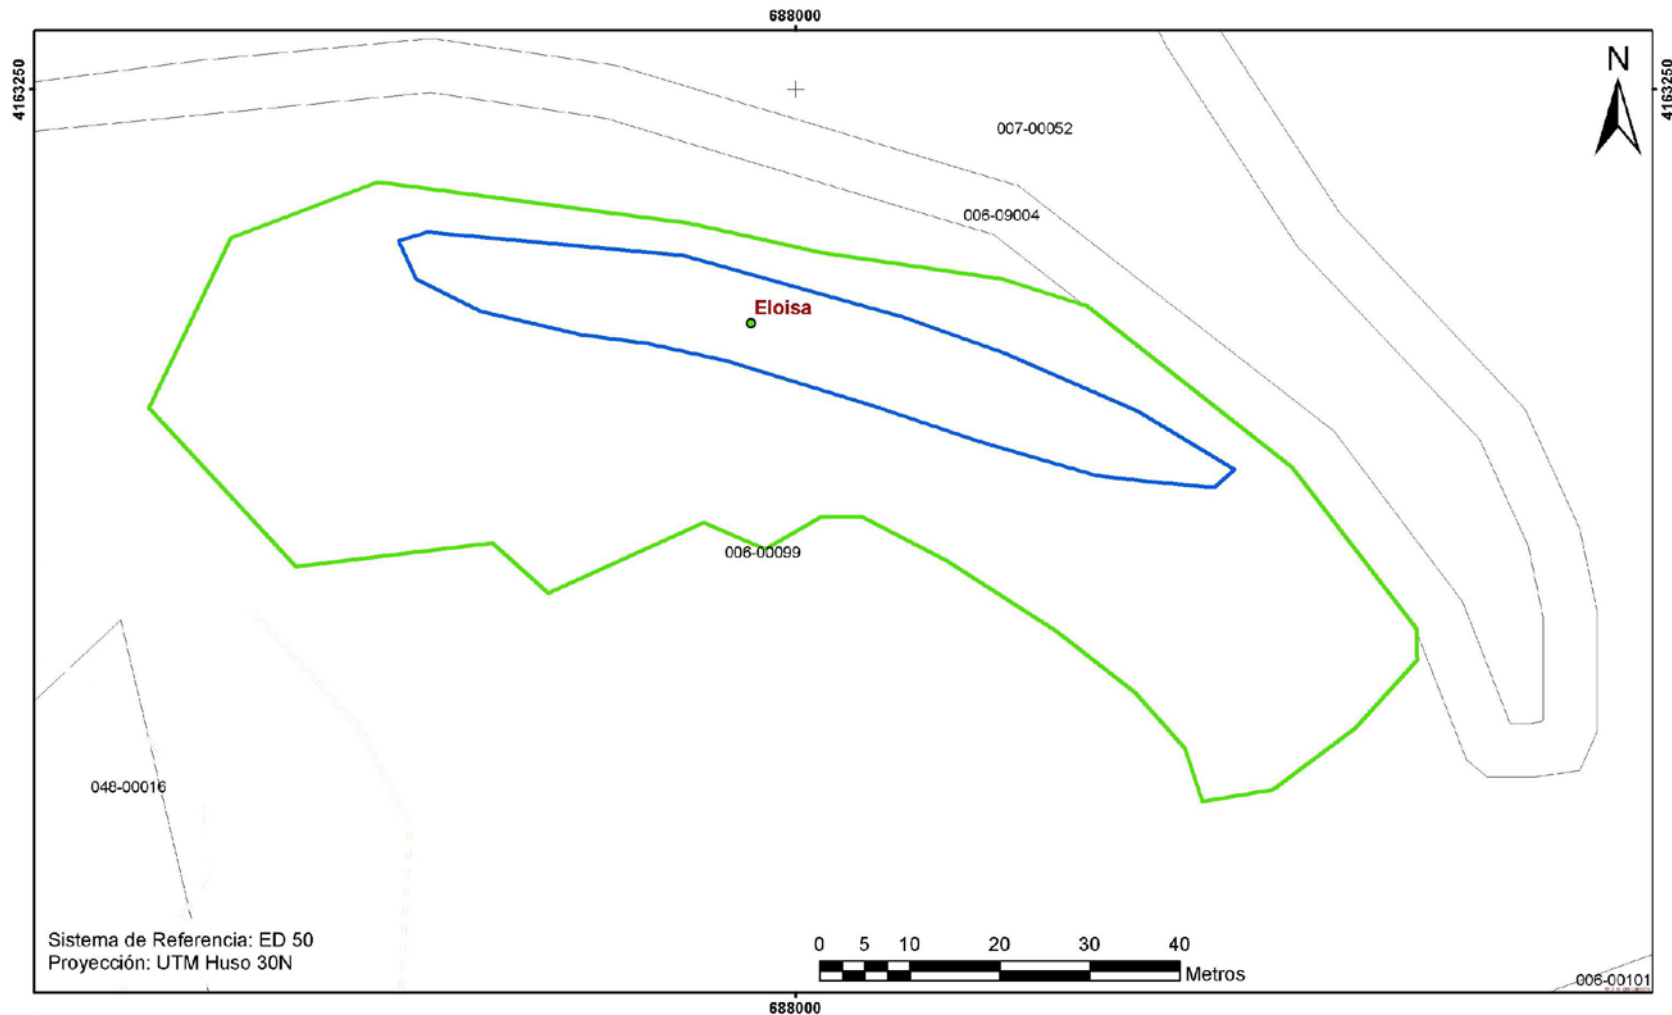 688000
4163250
4163250
N
007-00052
006-09004
Eloisa
006-00099
048-00016
Sistema de Referencia: ED 50
Proyección: UTM Huso 30N
0 5 10 20 30 40
Metros
006-00101
688000